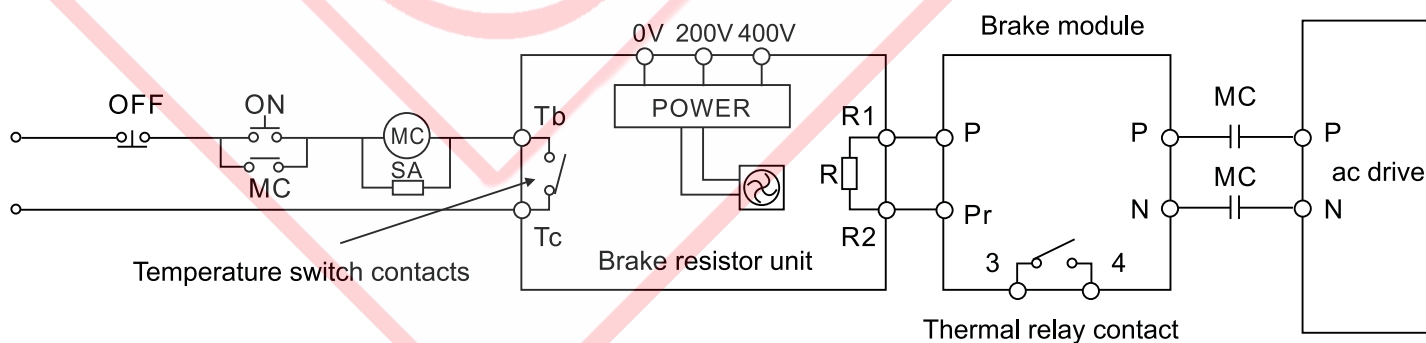 0V 200V 400V
Brake module
OFF
ON
MC
SA
MC
Tb
POWER
R1
P
P
MC
P
R
MC
ac drive
Tc
R2
Pr
N
N
Temperature switch contacts
Brake resistor unit
3
4
Thermal relay contact